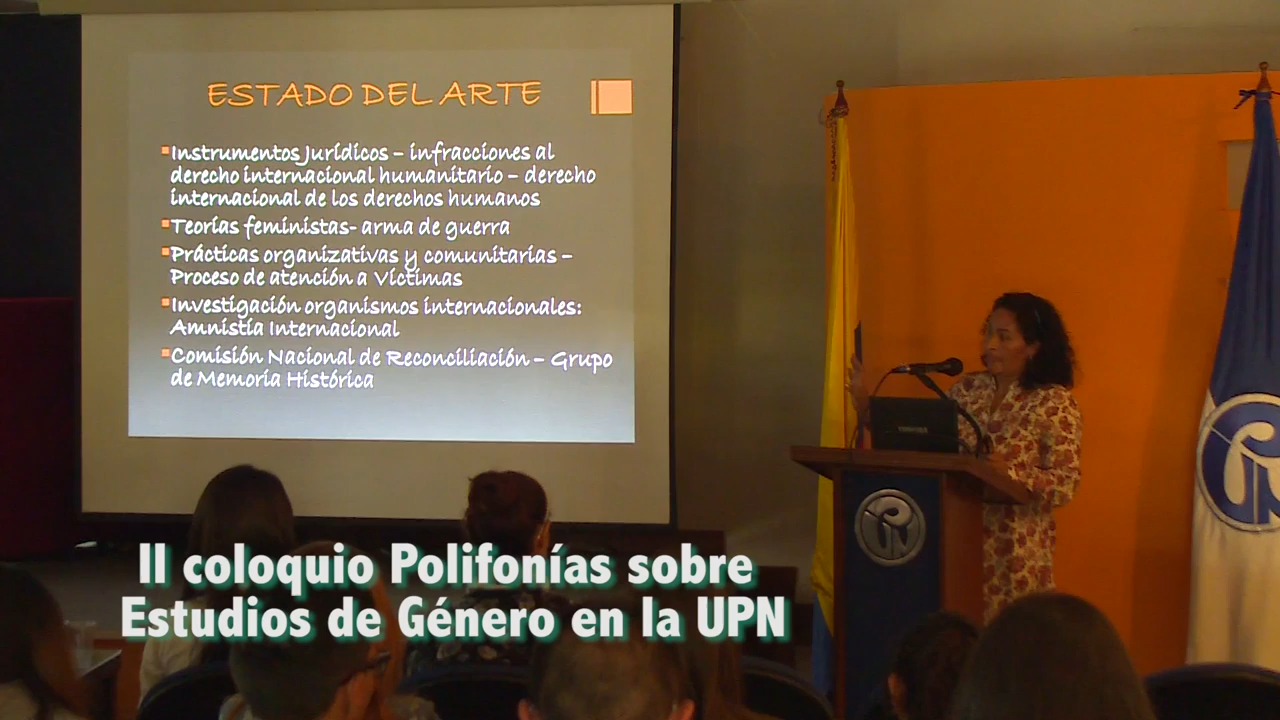 ESTADO DEL ARTE
Instrumentos Jurídicos – infracciones al
derecho internacional humanitario – derecho
internacional de los derechos humanos
Teorías feministas- arma de guerra
Prácticas organizativas y comunitarias –
Proceso de atención a Víctimas
Investigación organismos internacionales:
Amnistía Internacional
Comisión Nacional de Reconciliación – Grupo
de Memoria Histórica
II coloquio Polifonías sobre
Estudios de Género en la UPN